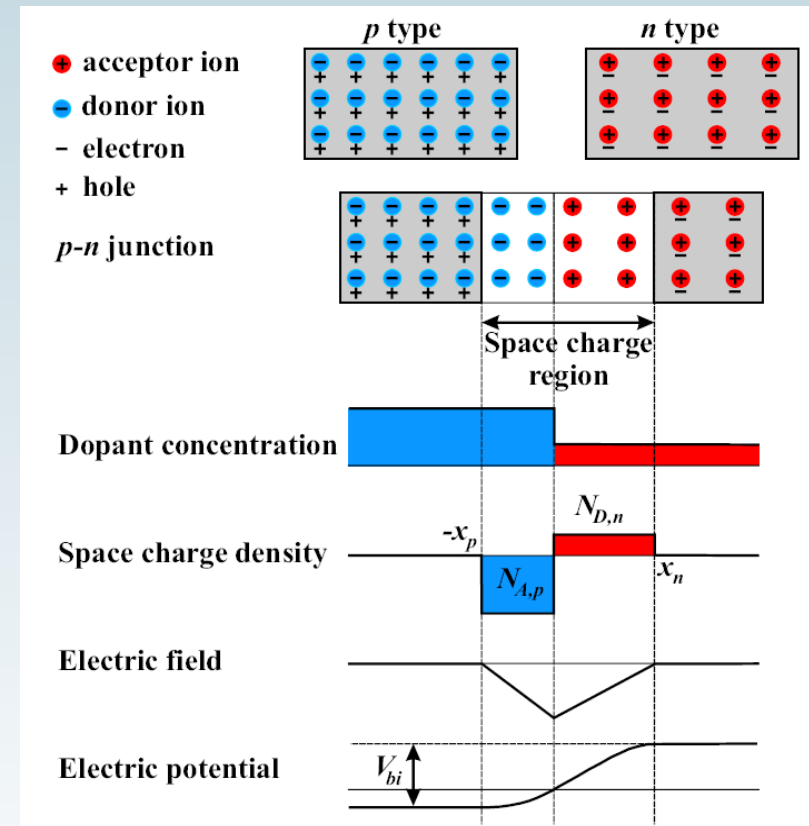 p type
n type
+ acceptor ion
− donor ion
− electron
+ hole
p-n junction
Space charge
region
Dopant concentration
N_{D,n}
-x_p
Space charge density
N_{A,p}
x_n
Electric field
Electric potential
V_{bi}